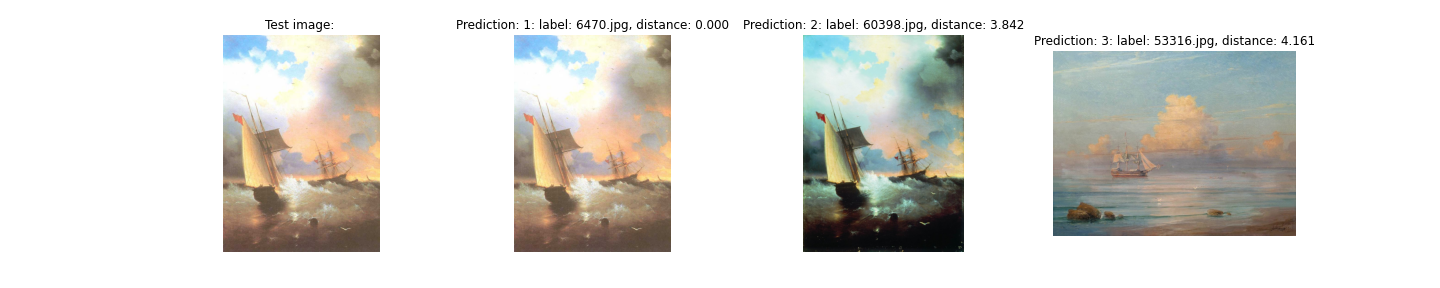 Test image:
Prediction: 1: label: 6470.jpg, distance: 0.000
Prediction: 2: label: 60398.jpg, distance: 3.842
Prediction: 3: label: 53316.jpg, distance: 4.161